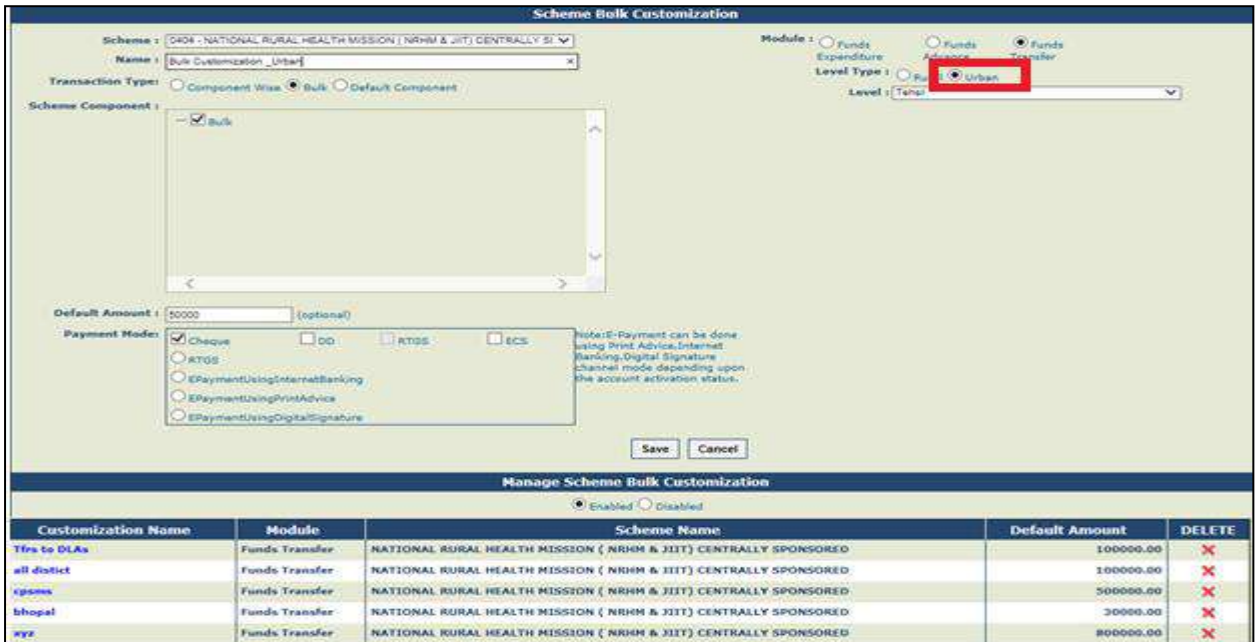 Scheme Bulk Customization
Scheme : 0404 - NATIONAL RURAL HEALTH MISSION ( NRHM & JIIT) CENTRALLY S
Module : Funds Expenditure Funds Advance Funds Transfer
Name : Bulk Customization _Urban
Level Type : Urban
Transaction Type: Component Wise Bulk Default Component
Level : Tehsil
Scheme Component :
Bulk
Default Amount : 50000 (optional)
Payment Mode: Cheque DD RTGS ECS
RTGS
EPaymentUsingInternetBanking
EPaymentUsingPrintAdvice
EPaymentUsingDigitalSignature
Note:E-Payment can be done
using Print Advice,Internet
Banking,Digital Signature
channel mode depending upon
the account activation status.
Save Cancel
Manage Scheme Bulk Customization
Enabled Disabled
Customization Name Module Scheme Name Default Amount DELETE
Tfrs to DLAs Funds Transfer NATIONAL RURAL HEALTH MISSION ( NRHM & JIIT) CENTRALLY SPONSORED 100000.00
all distict Funds Transfer NATIONAL RURAL HEALTH MISSION ( NRHM & JIIT) CENTRALLY SPONSORED 100000.00
cpsms Funds Transfer NATIONAL RURAL HEALTH MISSION ( NRHM & JIIT) CENTRALLY SPONSORED 500000.00
bhopal Funds Transfer NATIONAL RURAL HEALTH MISSION ( NRHM & JIIT) CENTRALLY SPONSORED 30000.00
xyz Funds Transfer NATIONAL RURAL HEALTH MISSION ( NRHM & JIIT) CENTRALLY SPONSORED 800000.00